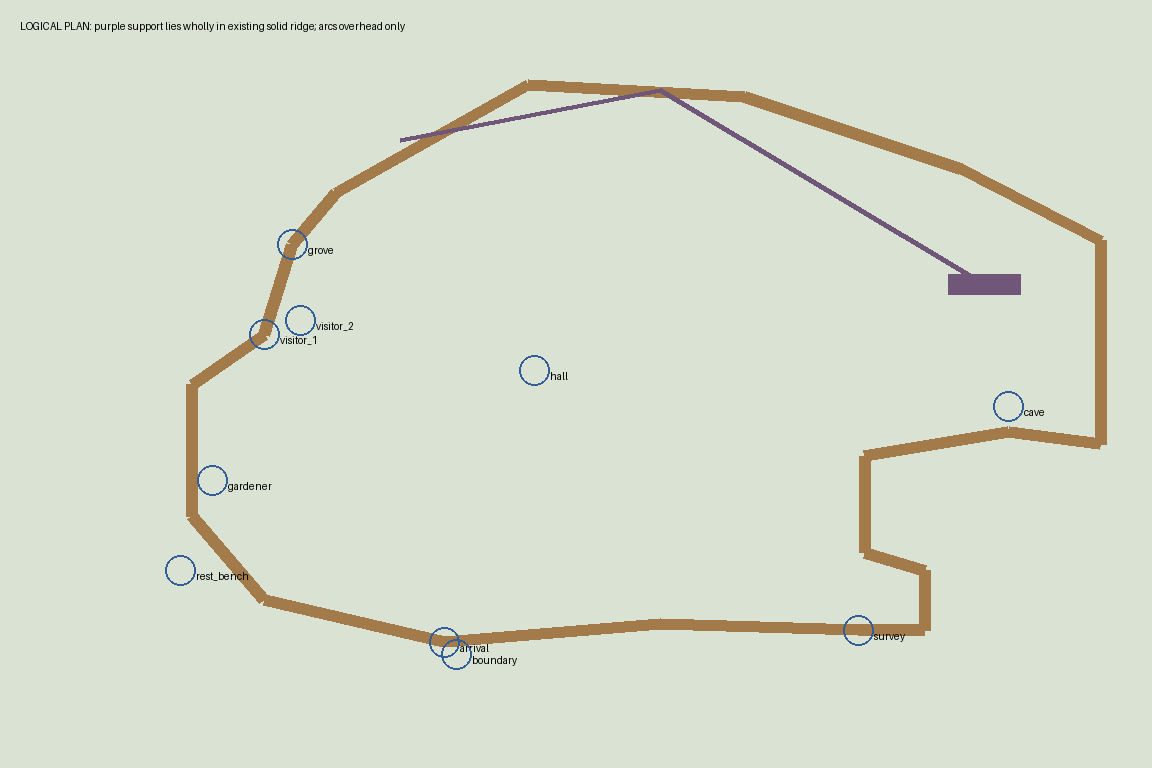 LOGICAL PLAN: purple support lies wholly in existing solid ridge; arcs overhead only
grove
visitor_2
visitor_1
hall
cave
gardener
rest_bench
survey
arrival
boundary